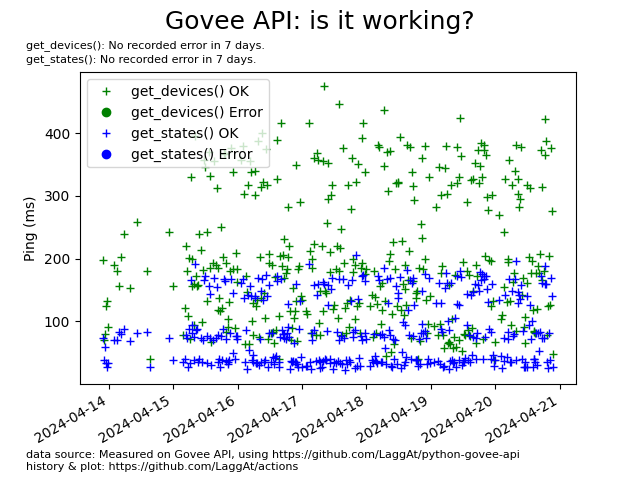 Govee API: is it working?
get_devices(): No recorded error in 7 days.
get_states(): No recorded error in 7 days.
get_devices() OK
get_devices() Error
get_states() OK
get_states() Error
Ping (ms)
400
300
200
100
2024-04-14
2024-04-15
2024-04-16
2024-04-17
2024-04-18
2024-04-19
2024-04-20
2024-04-21
data source: Measured on Govee API, using https://github.com/LaggAt/python-govee-api
history & plot: https://github.com/LaggAt/actions